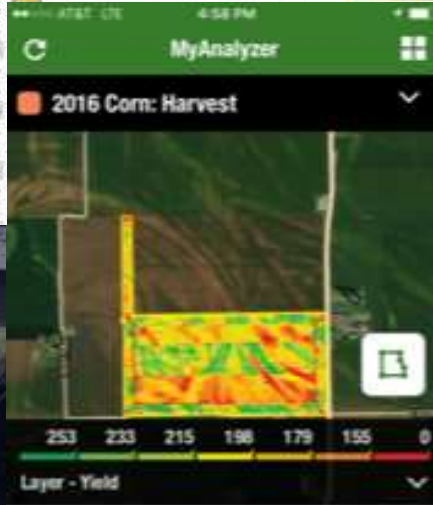 AT&T LTE 4:58 PM
MyAnalyzer
2016 Corn: Harvest
253 233 215 198 179 155 0
Layer - Yield